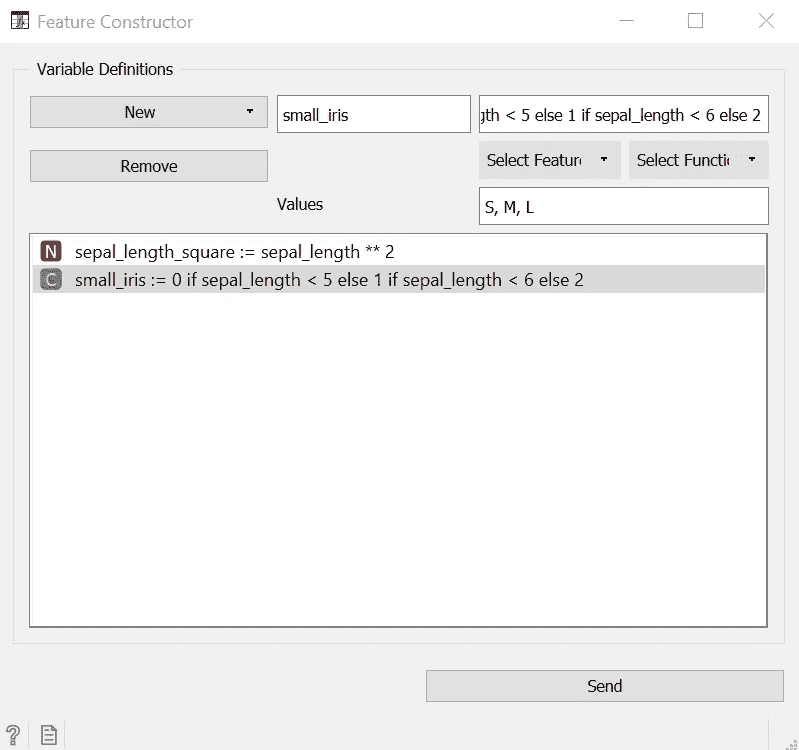 Feature Constructor
Variable Definitions
New
small_iris
gth < 5 else 1 if sepal_length < 6 else 2
Remove
Select Featur
Select Functi
Values
S, M, L
N sepal_length_square := sepal_length ** 2
C small_iris := 0 if sepal_length < 5 else 1 if sepal_length < 6 else 2
Send
?